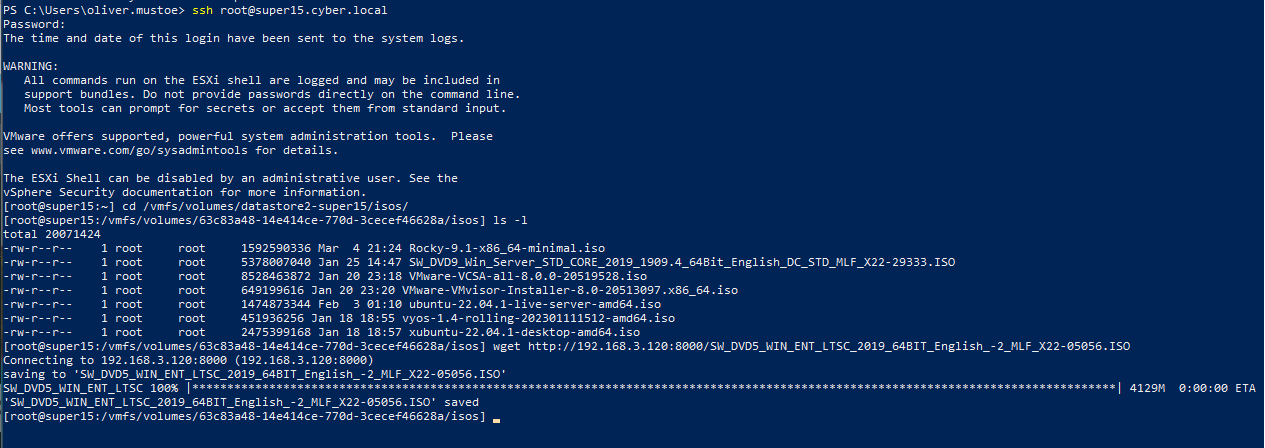 PS C:\Users\oliver.mustoe> ssh root@super15.cyber.local
Password:
The time and date of this login have been sent to the system logs.
WARNING:
   All commands run on the ESXi shell are logged and may be included in
   support bundles. Do not provide passwords directly on the command line.
   Most tools can prompt for secrets or accept them from standard input.
VMware offers supported, powerful system administration tools.  Please
see www.vmware.com/go/sysadmintools for details.
The ESXi Shell can be disabled by an administrative user. See the
vSphere Security documentation for more information.
[root@super15:~] cd /vmfs/volumes/datastore2-super15/isos/
[root@super15:/vmfs/volumes/63c83a48-14e414ce-770d-3cecef46628a/isos] ls -l
total 20071424
-rw-r--r--    1 root     root     1592590336 Mar  4 21:24 Rocky-9.1-x86_64-minimal.iso
-rw-r--r--    1 root     root     5378007040 Jan 25 14:47 SW_DVD9_Win_Server_STD_CORE_2019_1909.4_64Bit_English_DC_STD_MLF_X22-29333.ISO
-rw-r--r--    1 root     root     8528463872 Jan 20 23:18 VMware-VCSA-all-8.0.0-20519528.iso
-rw-r--r--    1 root     root     649199616 Jan 20 23:20 VMware-VMvisor-Installer-8.0-20513097.x86_64.iso
-rw-r--r--    1 root     root     1474873344 Feb  3 01:10 ubuntu-22.04.1-live-server-amd64.iso
-rw-r--r--    1 root     root     451936256 Jan 18 18:55 vyos-1.4-rolling-202301111512-amd64.iso
-rw-r--r--    1 root     root     2475399168 Jan 18 18:57 xubuntu-22.04.1-desktop-amd64.iso
[root@super15:/vmfs/volumes/63c83a48-14e414ce-770d-3cecef46628a/isos] wget http://192.168.3.120:8000/SW_DVD5_WIN_ENT_LTSC_2019_64BIT_English_-2_MLF_X22-05056.ISO
Connecting to 192.168.3.120:8000 (192.168.3.120:8000)
saving to 'SW_DVD5_WIN_ENT_LTSC_2019_64BIT_English_-2_MLF_X22-05056.ISO'
SW_DVD5_WIN_ENT_LTSC 100% |*************************************************************************************************************************************| 4129M  0:00:00 ETA
'SW_DVD5_WIN_ENT_LTSC_2019_64BIT_English_-2_MLF_X22-05056.ISO' saved
[root@super15:/vmfs/volumes/63c83a48-14e414ce-770d-3cecef46628a/isos]